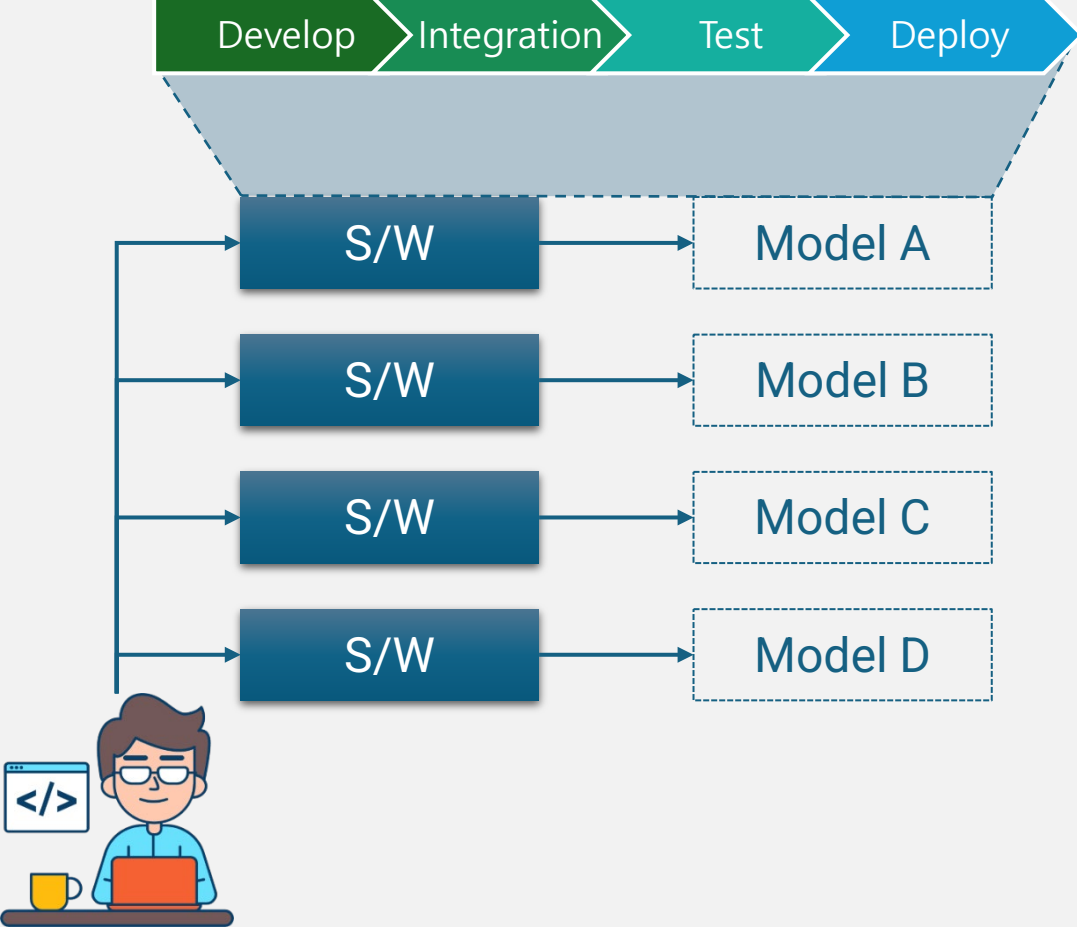 Develop Integration Test Deploy
S/W Model A
S/W Model B
S/W Model C
S/W Model D
</>